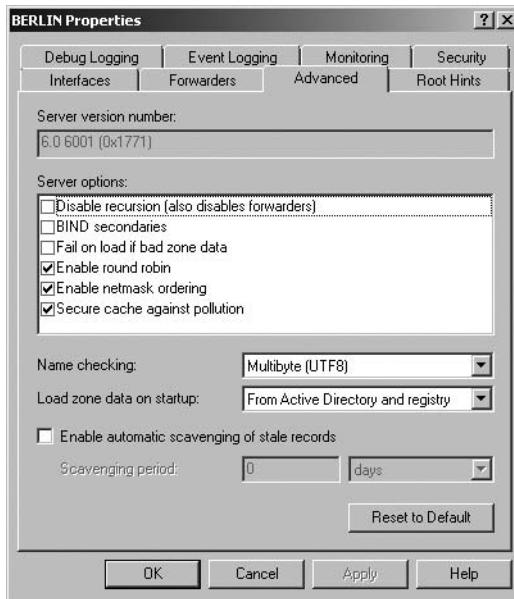 BERLIN Properties
Debug Logging Event Logging Monitoring Security
Interfaces Forwarders Advanced Root Hints
Server version number:
6.0 6001 (0x1771)
Server options:
Disable recursion (also disables forwarders)
BIND secondaries
Fail on load if bad zone data
Enable round robin
Enable netmask ordering
Secure cache against pollution
Name checking: Multibyte (UTF8)
Load zone data on startup: From Active Directory and registry
Enable automatic scavenging of stale records
Scavenging period: 0 days
Reset to Default
OK Cancel Apply Help